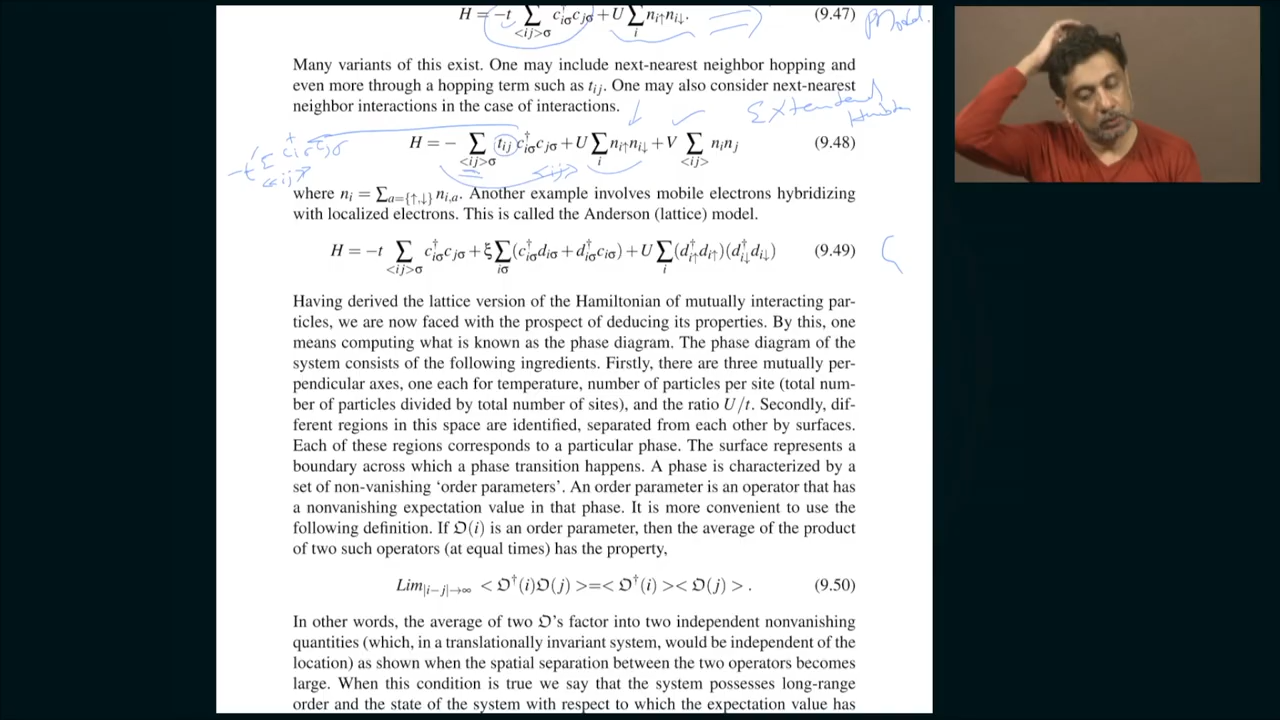 H = −t ∑<ij>σ c†iσ cjσ + U ∑i ni↑ni↓. (9.47)
Model.
Many variants of this exist. One may include next-nearest neighbor hopping and
even more through a hopping term such as tij. One may also consider next-nearest
neighbor interactions in the case of interactions.
Extended
H = − ∑<ij>σ tij c†iσ cjσ + U ∑i ni↑ni↓ + V ∑<ij> ninj (9.48)
−t′ Σ<<ij>> c†iσ cjσ
<ij>
where ni = ∑a={↑,↓} ni,a. Another example involves mobile electrons hybridizing
with localized electrons. This is called the Anderson (lattice) model.
H = −t ∑<ij>σ c†iσ cjσ + ξ ∑iσ (c†iσ diσ + d†iσ ciσ) + U ∑i (d†i↑ di↑)(d†i↓ di↓) (9.49)
Having derived the lattice version of the Hamiltonian of mutually interacting par-
ticles, we are now faced with the prospect of deducing its properties. By this, one
means computing what is known as the phase diagram. The phase diagram of the
system consists of the following ingredients. Firstly, there are three mutually per-
pendicular axes, one each for temperature, number of particles per site (total num-
ber of particles divided by total number of sites), and the ratio U/t. Secondly, dif-
ferent regions in this space are identified, separated from each other by surfaces.
Each of these regions corresponds to a particular phase. The surface represents a
boundary across which a phase transition happens. A phase is characterized by a
set of non-vanishing ‘order parameters’. An order parameter is an operator that has
a nonvanishing expectation value in that phase. It is more convenient to use the
following definition. If 𝔒(i) is an order parameter, then the average of the product
of two such operators (at equal times) has the property,
Lim|i−j|→∞ < 𝔒†(i)𝔒(j) >=< 𝔒†(i) >< 𝔒(j) > . (9.50)
In other words, the average of two 𝔒’s factor into two independent nonvanishing
quantities (which, in a translationally invariant system, would be independent of the
location) as shown when the spatial separation between the two operators becomes
large. When this condition is true we say that the system possesses long-range
order and the state of the system with respect to which the expectation value has